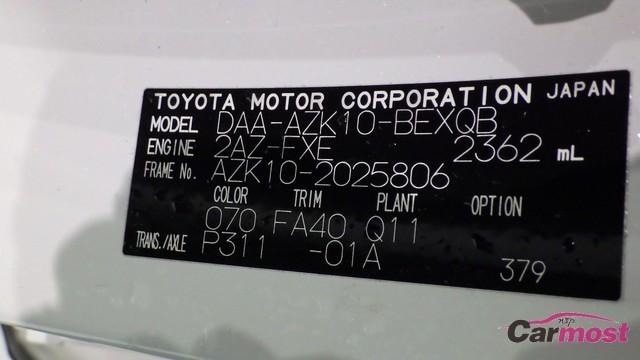 TOYOTA MOTOR CORPORATION JAPAN
MODEL DAA-AZK10-BEXQB
ENGINE 2AZ-FXE 2362 mL
FRAME No. AZK10-2025806
COLOR TRIM PLANT OPTION
070 FA40 Q11
TRANS./AXLE P311 -01A
379
Carmost